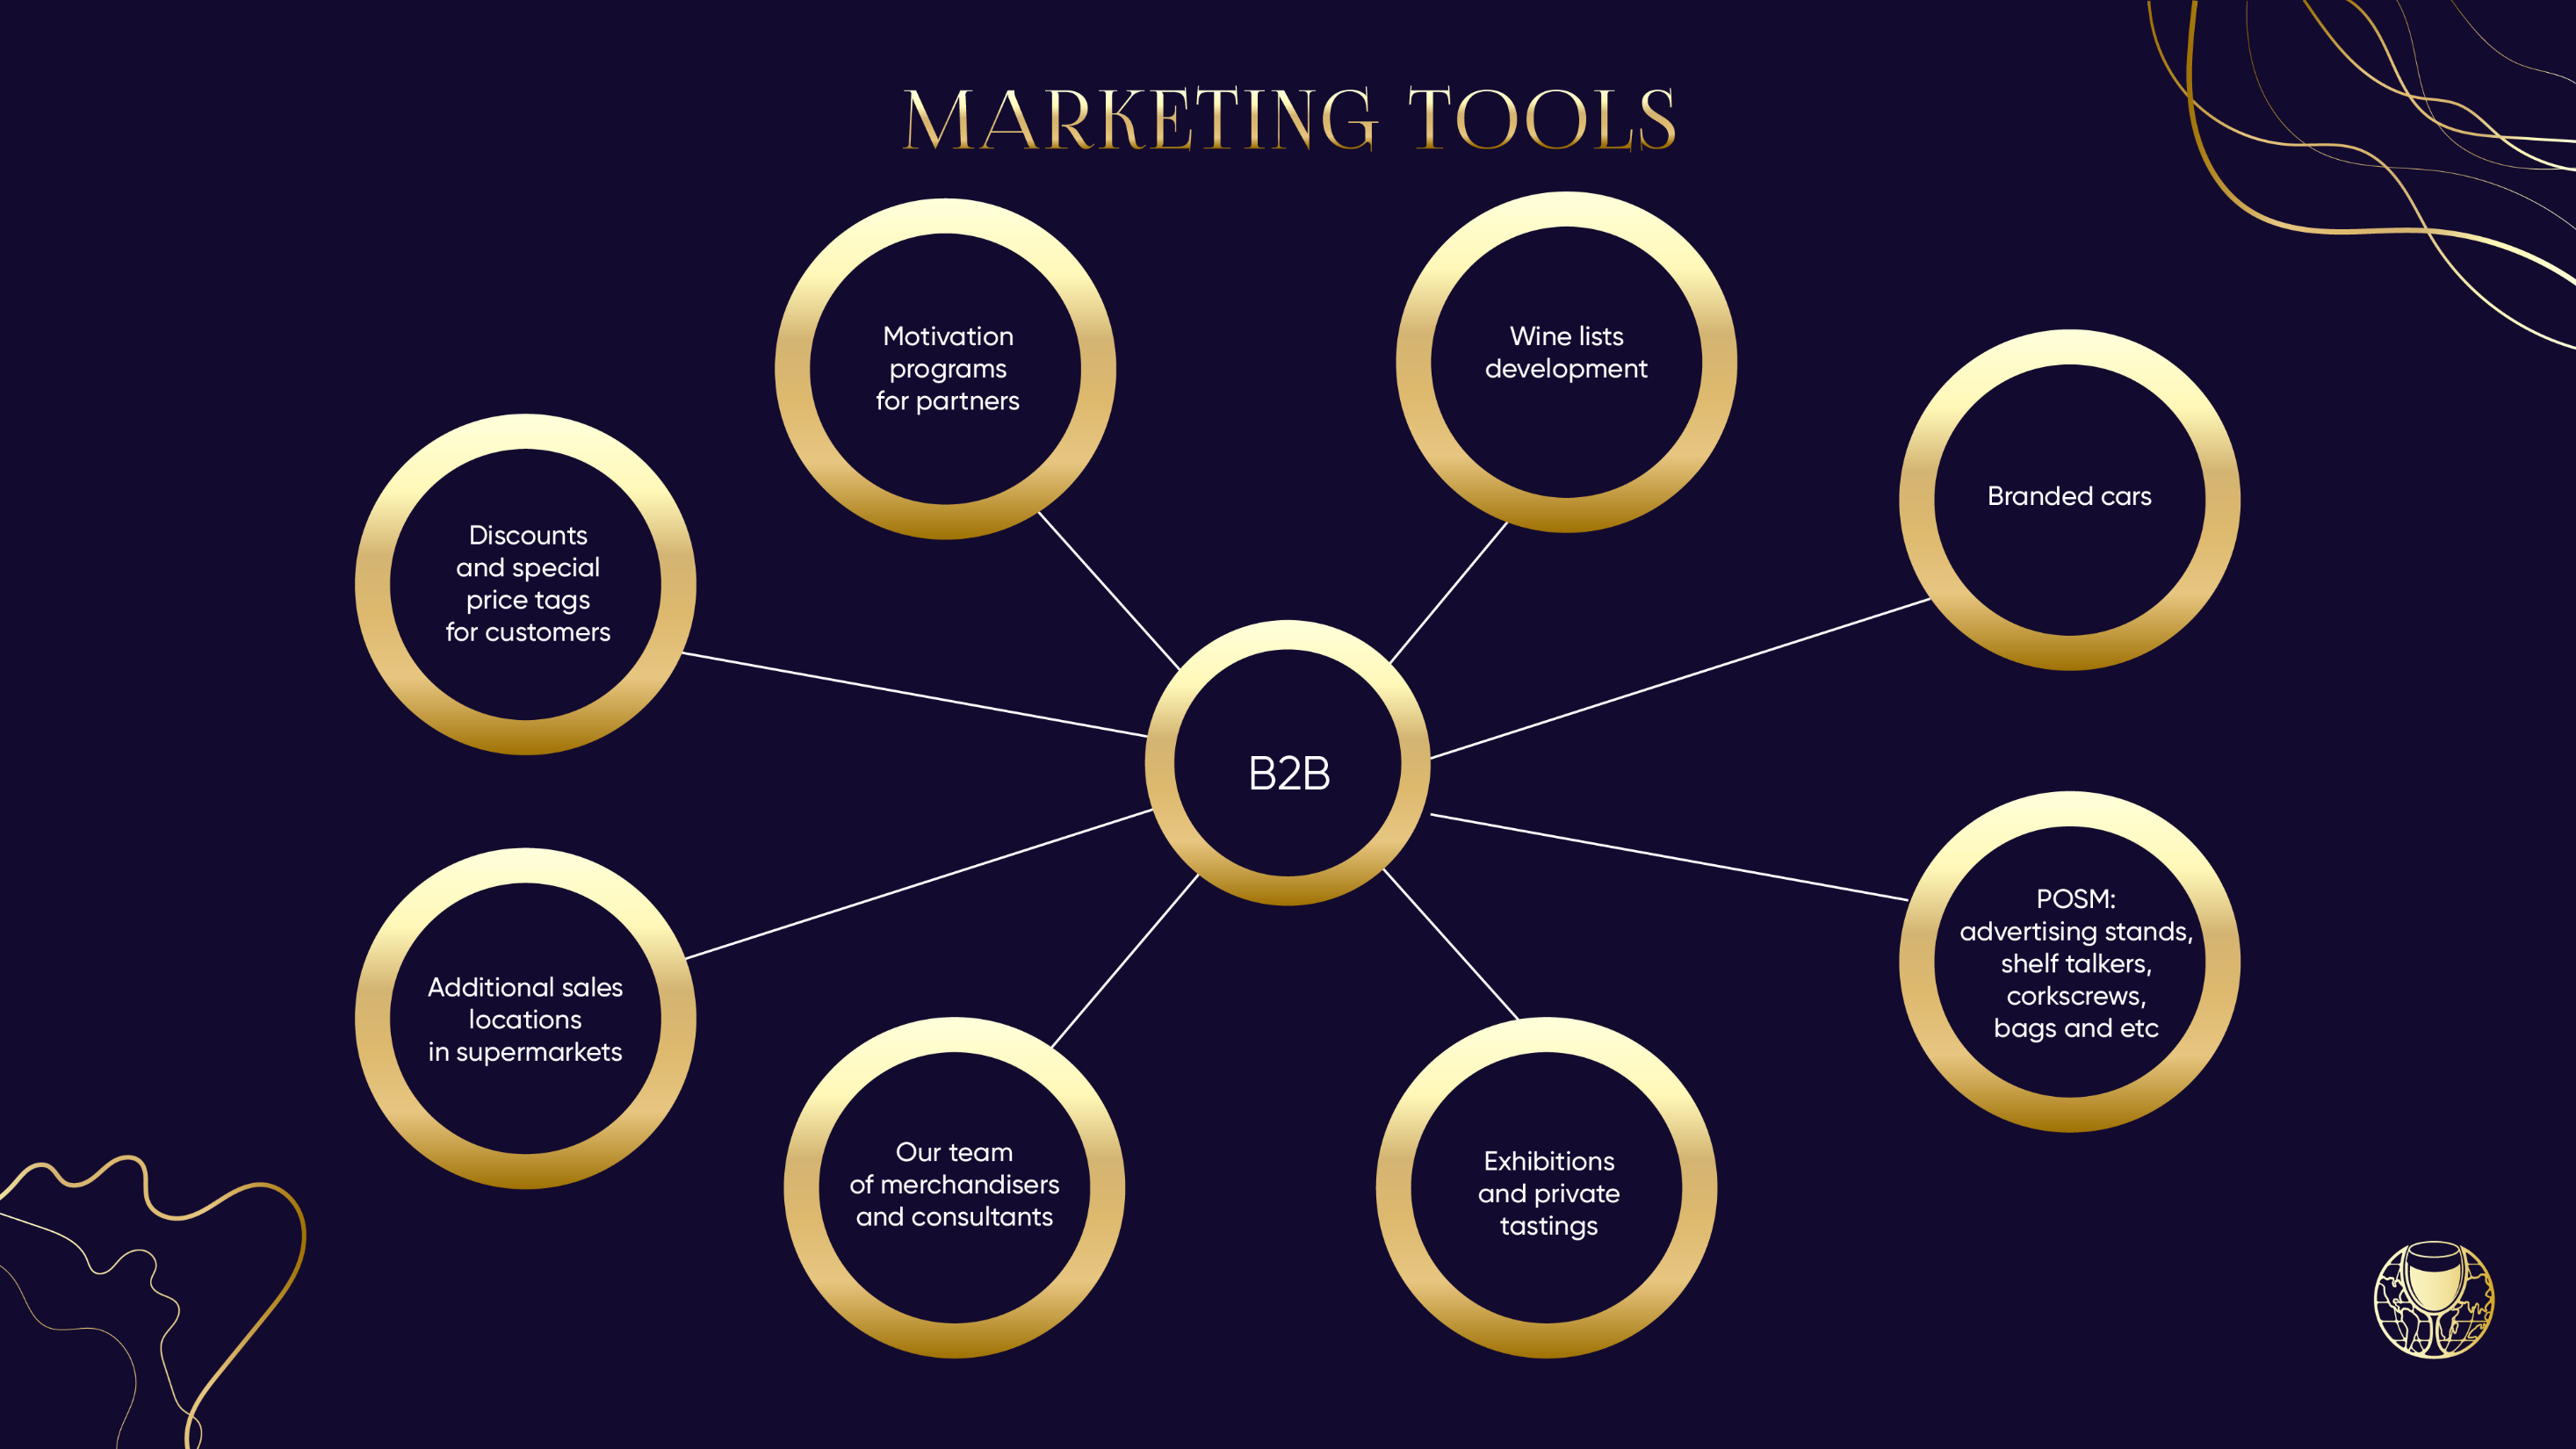 MARKETING TOOLS
Motivation
programs
for partners
Wine lists
development
Branded cars
Discounts
and special
price tags
for customers
B2B
POSM:
advertising stands,
shelf talkers,
corkscrews,
bags and etc
Additional sales
locations
in supermarkets
Our team
of merchandisers
and consultants
Exhibitions
and private
tastings